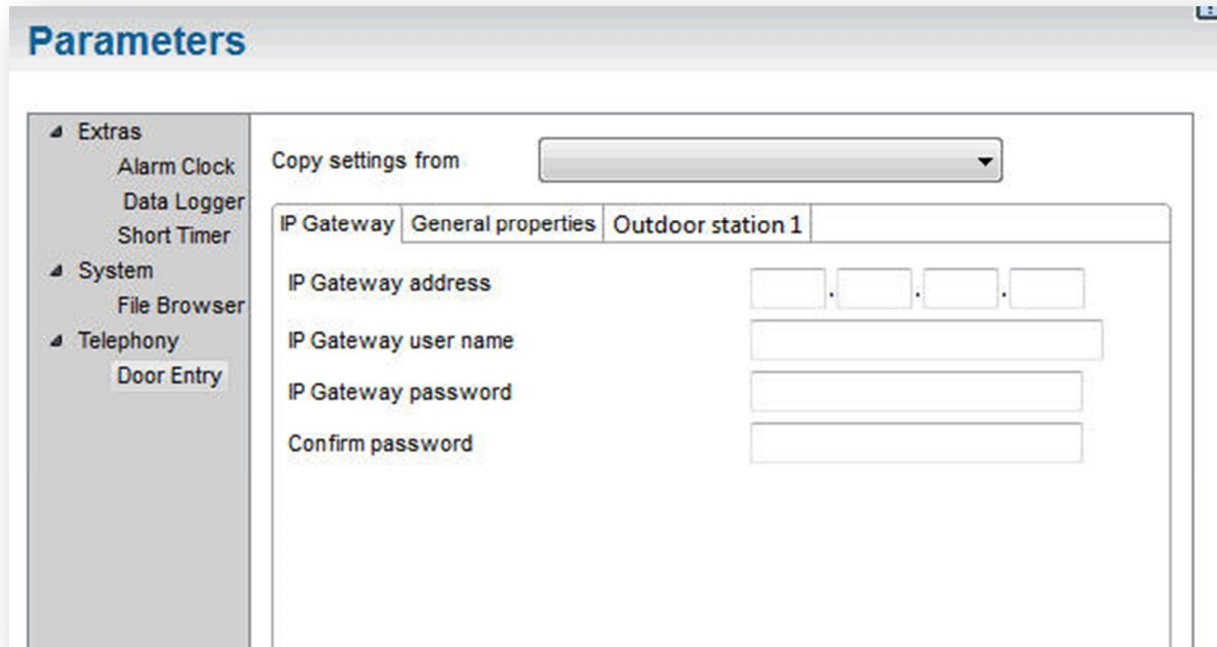 Parameters
Extras
Alarm Clock
Data Logger
Short Timer
System
File Browser
Telephony
Door Entry
Copy settings from
IP Gateway General properties Outdoor station 1
IP Gateway address . . .
IP Gateway user name
IP Gateway password
Confirm password